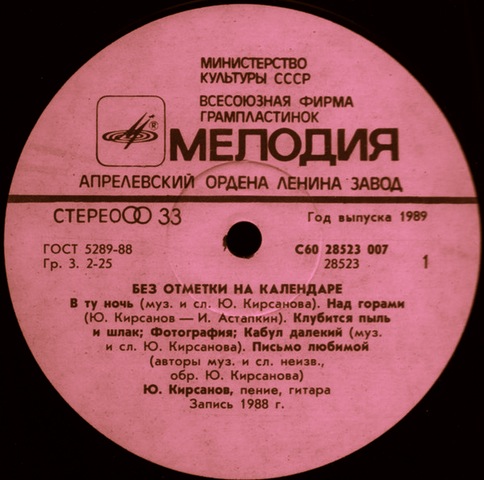 МИНИСТЕРСТВО
КУЛЬТУРЫ СССР
ВСЕСОЮЗНАЯ ФИРМА
ГРАМПЛАСТИНОК
® МЕЛОДИЯ
АПРЕЛЕВСКИЙ ОРДЕНА ЛЕНИНА ЗАВОД
СТЕРЕО 33 Год выпуска 1989
ГОСТ 5289-88 С60 28523 007
Гр. 3. 2-25 28523 1
БЕЗ ОТМЕТКИ НА КАЛЕНДАРЕ
В ту ночь (муз. и сл. Ю. Кирсанова). Над горами
(Ю. Кирсанов — И. Астапкин). Клубится пыль
и шлак; Фотография; Кабул далекий (муз.
и сл. Ю. Кирсанова). Письмо любимой
(авторы муз. и сл. неизв.,
обр. Ю. Кирсанова)
Ю. Кирсанов, пение, гитара
Запись 1988 г.